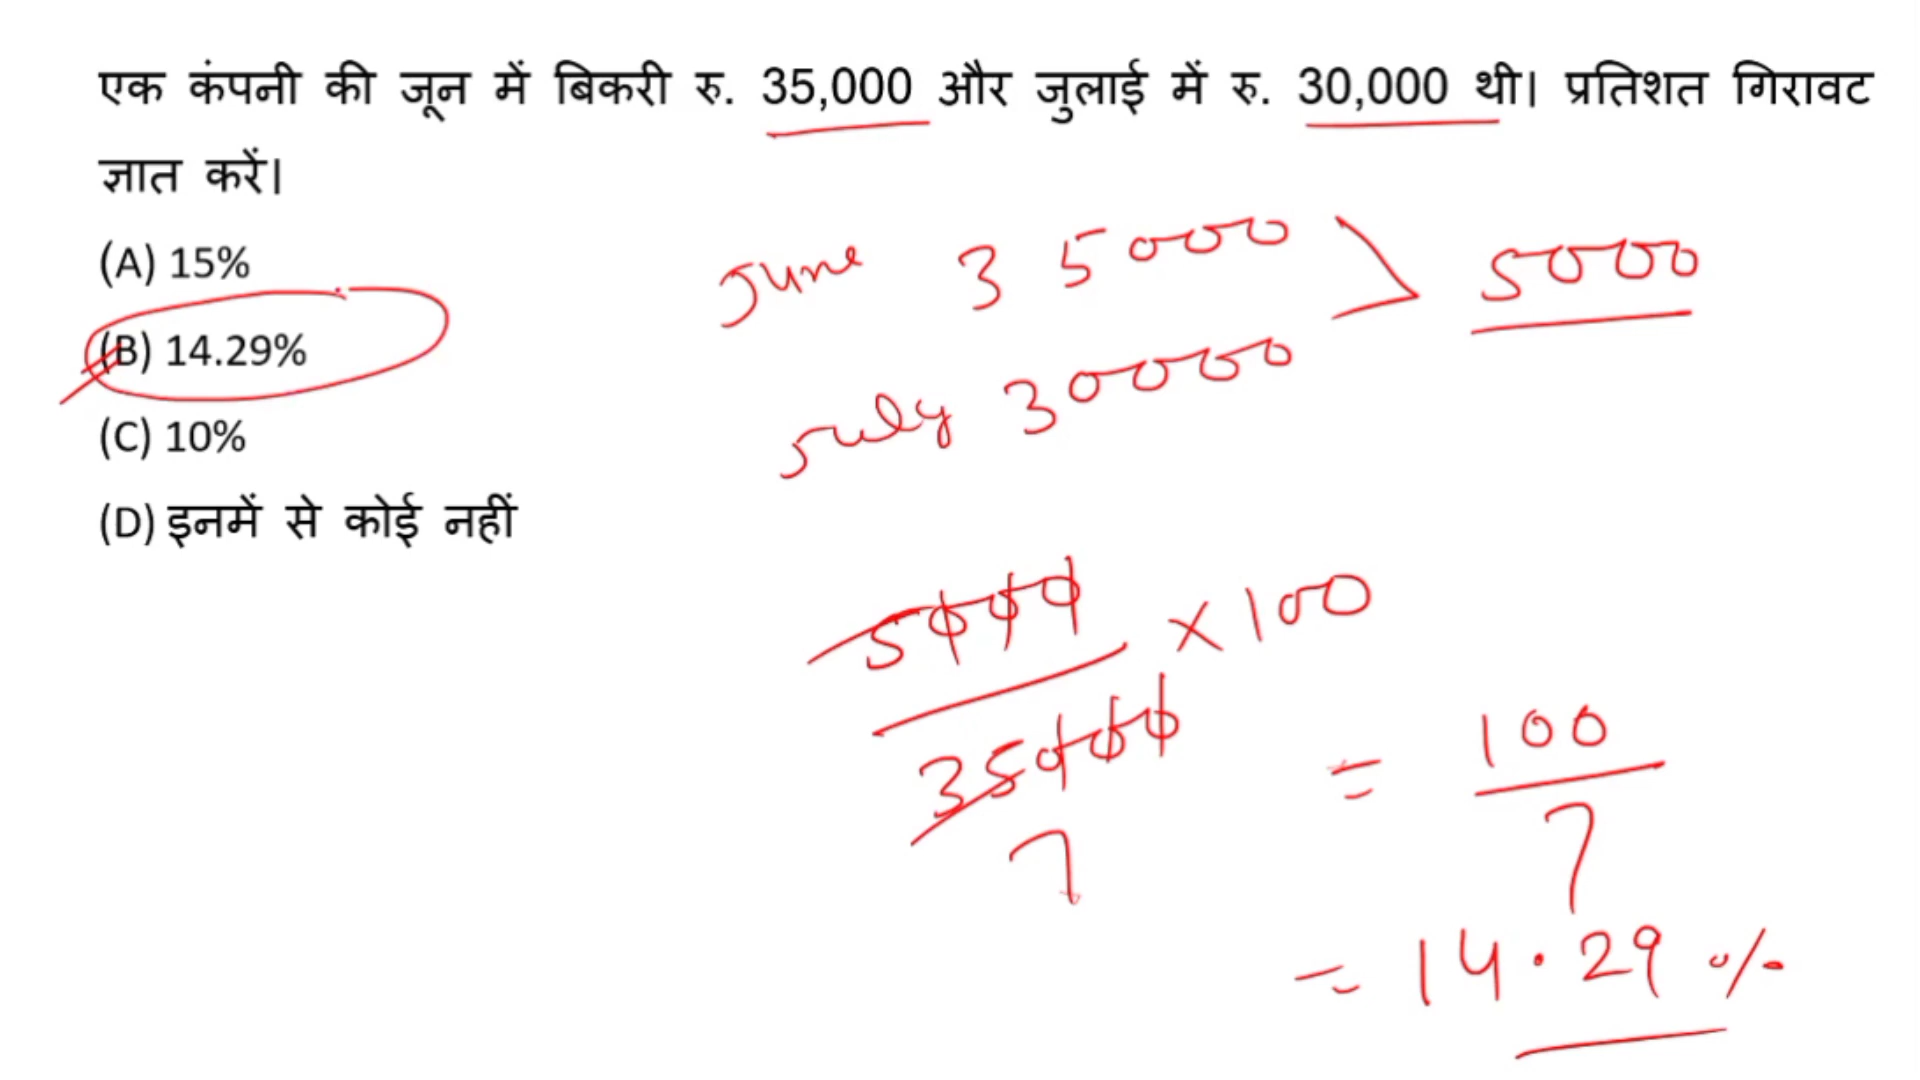 एक कंपनी की जून में बिकरी रु. 35,000 और जुलाई में रु. 30,000 थी। प्रतिशत गिरावट
ज्ञात करें।
(A) 15%
(B) 14.29%
(C) 10%
(D) इनमें से कोई नहीं
June 35000
5000
July 30000
5000 × 100
35000
7
= 100
7
= 14.29 %